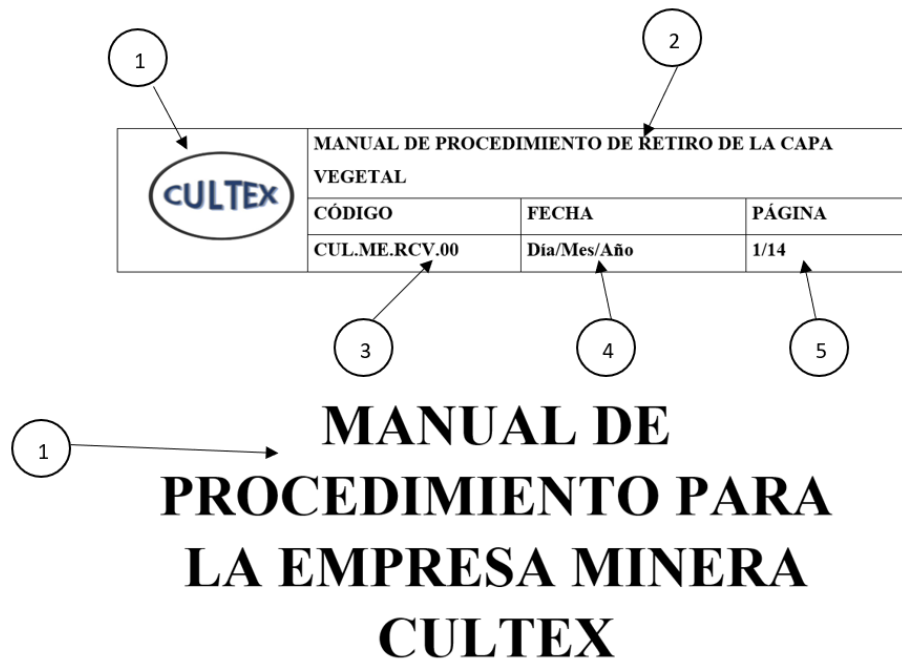 1
2
CULTEX
MANUAL DE PROCEDIMIENTO DE RETIRO DE LA CAPA
VEGETAL
CÓDIGO FECHA PÁGINA
CUL.ME.RCV.00 Día/Mes/Año 1/14
3 4 5
1
MANUAL DE
PROCEDIMIENTO PARA
LA EMPRESA MINERA
CULTEX